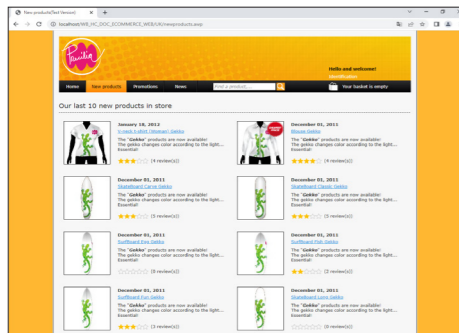 New products(Text Version)
localhost/WB_HC_DOC_ECOMMERCE_WEB/UK/newproducts.awp
Familia
Hello and welcome!
Identification
Home New products Promotions News Find a product... Your basket is empty
Our last 10 new products in store
January 18, 2012
V-neck t-shirt (Woman) Gekko
The "Gekko" products are now available!
The gekko changes color according to the light...
Essential!
(4 review(s))
December 01, 2011
Blouse Gekko
The "Gekko" products are now available!
The gekko changes color according to the light...
Essential!
(4 review(s))
December 01, 2011
Skateboard Carve Gekko
The "Gekko" products are now available!
The gekko changes color according to the light...
Essential!
(5 review(s))
December 01, 2011
Skateboard Classic Gekko
The "Gekko" products are now available!
The gekko changes color according to the light...
Essential!
(5 review(s))
December 01, 2011
Surfboard Egg Gekko
The "Gekko" products are now available!
The gekko changes color according to the light...
Essential!
(0 review(s))
December 01, 2011
Surfboard Fish Gekko
The "Gekko" products are now available!
The gekko changes color according to the light...
Essential!
(2 review(s))
December 01, 2011
Surfboard Fun Gekko
The "Gekko" products are now available!
The gekko changes color according to the light...
Essential!
(3 review(s))
December 01, 2011
Skateboard Long Gekko
The "Gekko" products are now available!
The gekko changes color according to the light...
Essential!
(0 review(s))